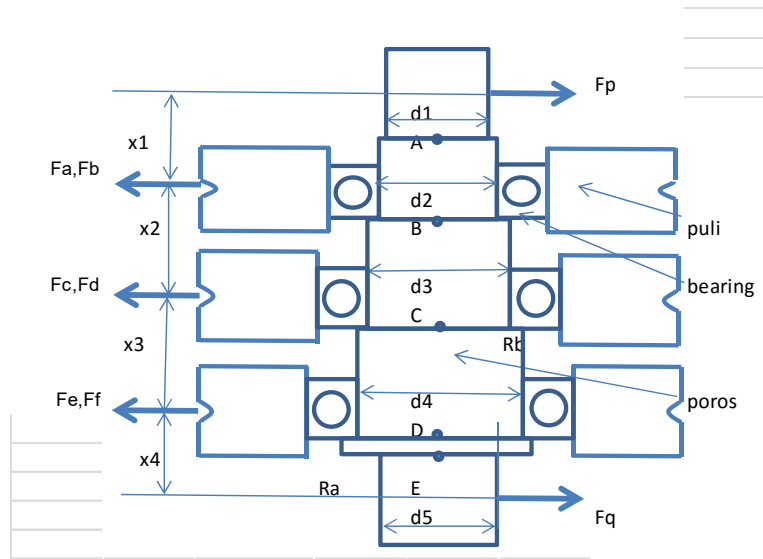 Fp
d1
x1
A
Fa,Fb
d2
x2
B
puli
Fc,Fd
d3
bearing
C
x3
Rb
Fe,Ff
d4
poros
D
x4
Ra
E
d5
Fq